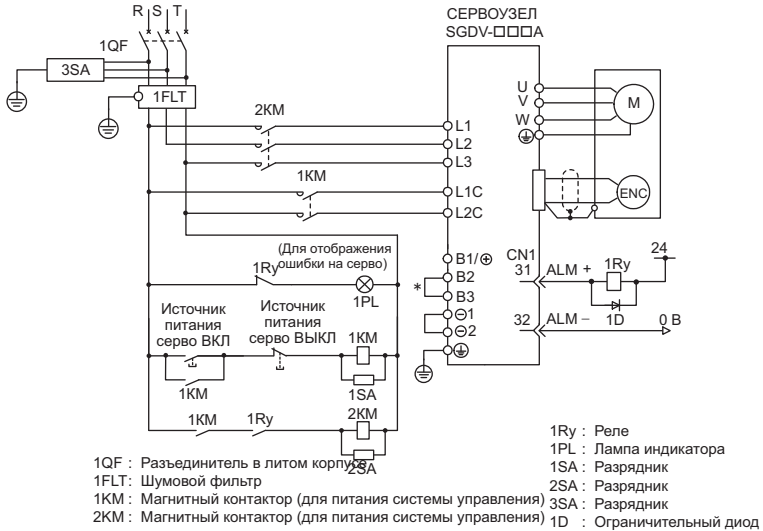 R S T
1QF
3SA
1FLT
СЕРВОУЗЕЛ
SGDV-□□□A
2KM
L1
L2
L3
1KM
L1C
L2C
U
V
W
M
ENC
(Для отображения
ошибки на серво)
1Ry
1PL
B1/⊕
B2
B3
*
⊖1
⊖2
CN1
31
ALM +
1Ry
24
1D
32
ALM −
0 В
Источник
питания
серво ВКЛ
Источник
питания
серво ВЫКЛ
1KM
1KM
1SA
1KM
1Ry
2KM
2SA
1QF : Разъединитель в литом корпусе
1FLT: Шумовой фильтр
1KM : Магнитный контактор (для питания системы управления)
2KM : Магнитный контактор (для питания системы управления)
1Ry : Реле
1PL : Лампа индикатора
1SA : Разрядник
2SA : Разрядник
3SA : Разрядник
1D : Ограничительный диод